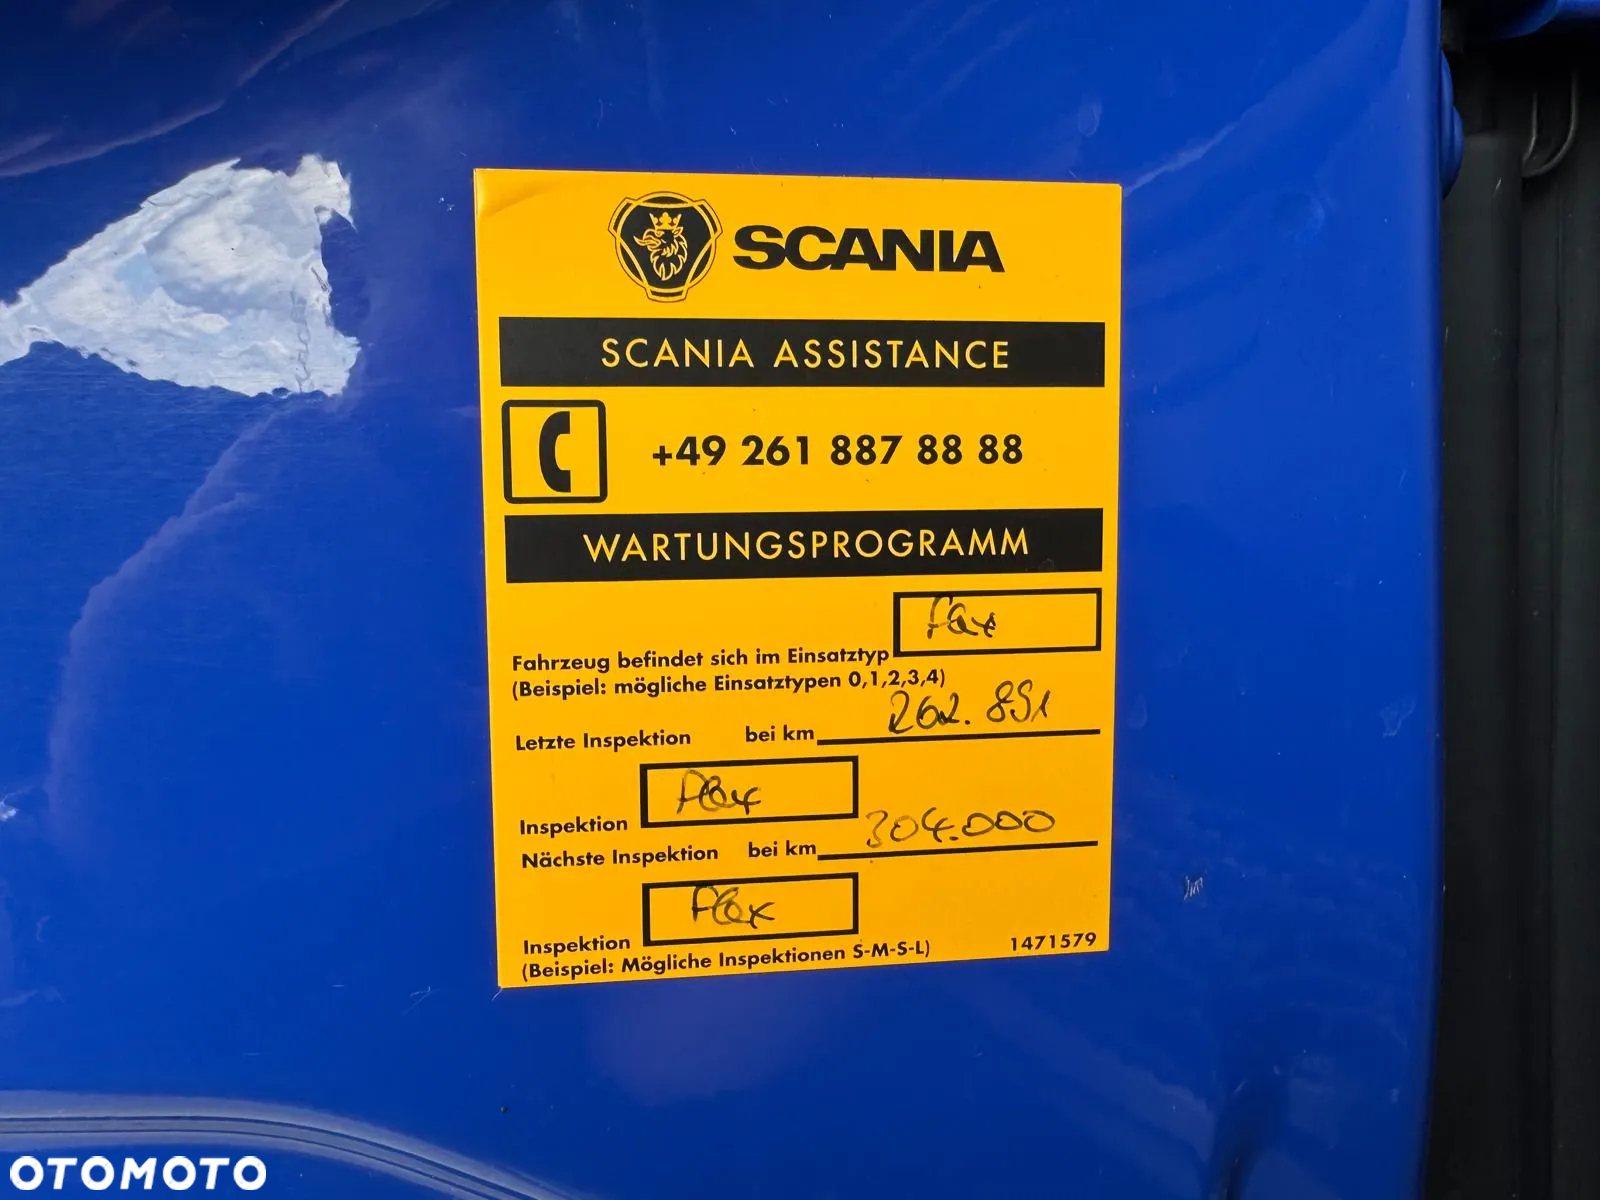 SCANIA
SCANIA ASSISTANCE
+49 261 887 88 88
WARTUNGSPROGRAMM
Flex
Fahrzeug befindet sich im Einsatztyp
(Beispiel: mögliche Einsatztypen 0,1,2,3,4)
Letzte Inspektion bei km 262.891
Inspektion Flex
Nächste Inspektion bei km 304.000
Inspektion Flex
(Beispiel: Mögliche Inspektionen S-M-S-L) 1471579
OTOMOTO